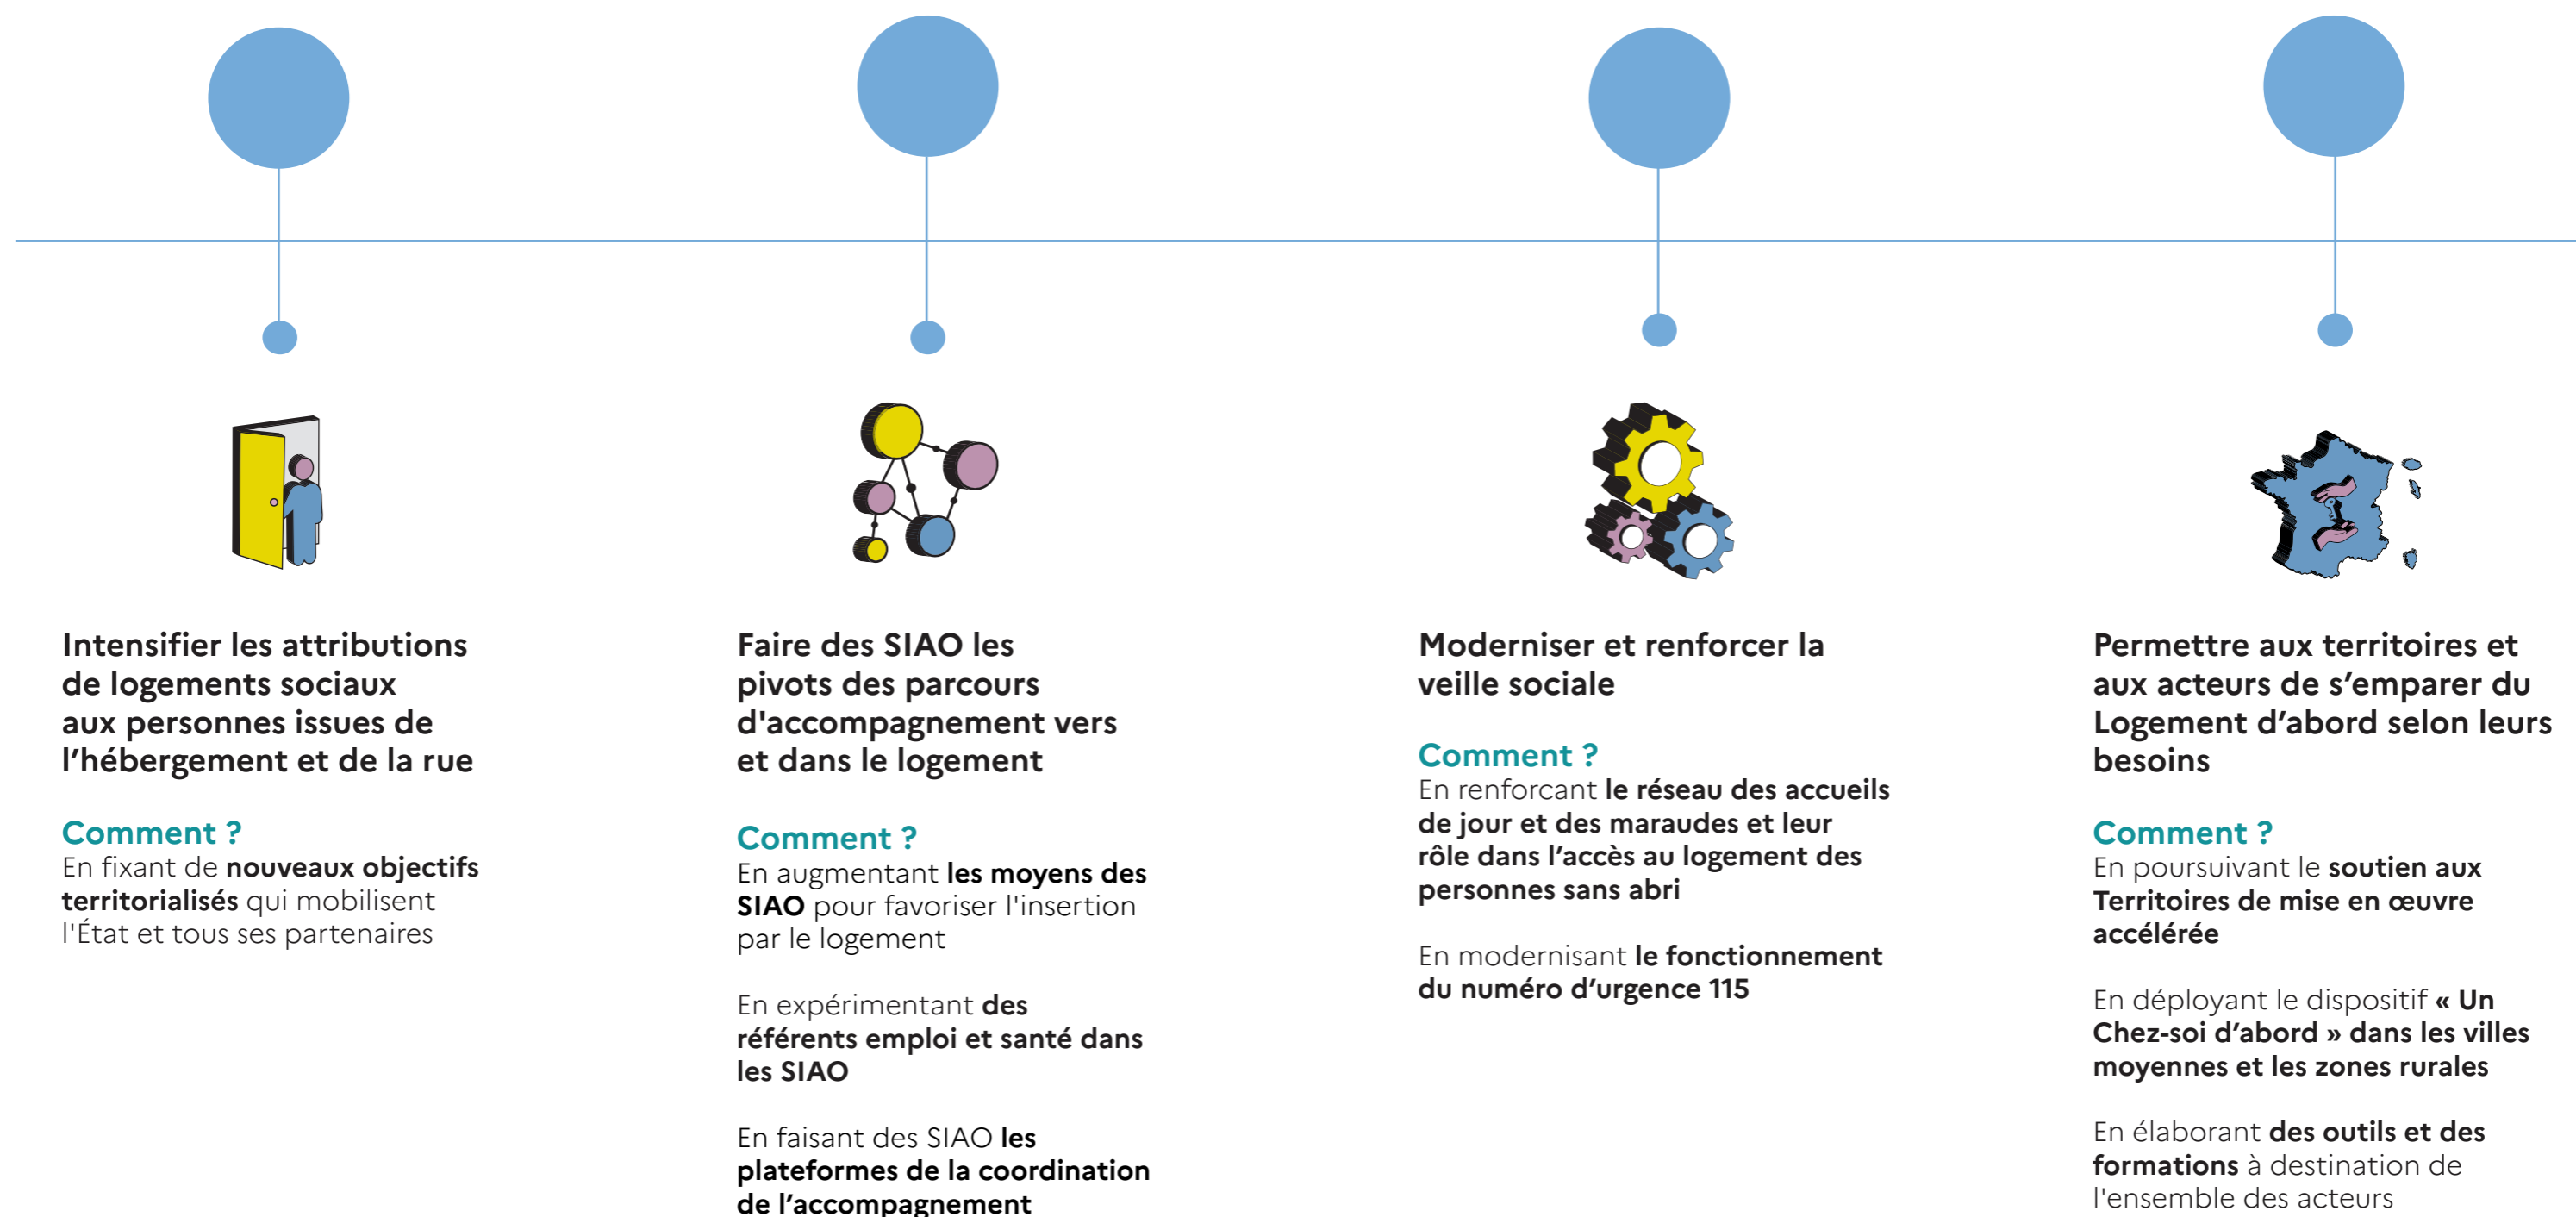 Intensifier les attributions
de logements sociaux
aux personnes issues de
l’hébergement et de la rue
Comment ?
En fixant de nouveaux objectifs
territorialisés qui mobilisent
l'État et tous ses partenaires
Faire des SIAO les
pivots des parcours
d'accompagnement vers
et dans le logement
Comment ?
En augmentant les moyens des
SIAO pour favoriser l'insertion
par le logement
En expérimentant des
référents emploi et santé dans
les SIAO
En faisant des SIAO les
plateformes de la coordination
de l’accompagnement
Moderniser et renforcer la
veille sociale
Comment ?
En renforcant le réseau des accueils
de jour et des maraudes et leur
rôle dans l’accès au logement des
personnes sans abri
En modernisant le fonctionnement
du numéro d’urgence 115
Permettre aux territoires et
aux acteurs de s’emparer du
Logement d’abord selon leurs
besoins
Comment ?
En poursuivant le soutien aux
Territoires de mise en œuvre
accélérée
En déployant le dispositif « Un
Chez-soi d’abord » dans les villes
moyennes et les zones rurales
En élaborant des outils et des
formations à destination de
l'ensemble des acteurs